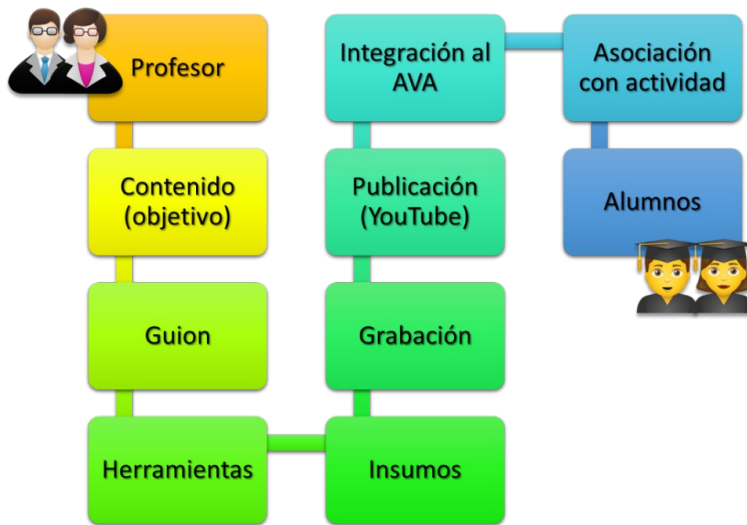 Profesor
Contenido
(objetivo)
Guion
Herramientas
Insumos
Grabación
Publicación
(YouTube)
Integración al
AVA
Asociación
con actividad
Alumnos